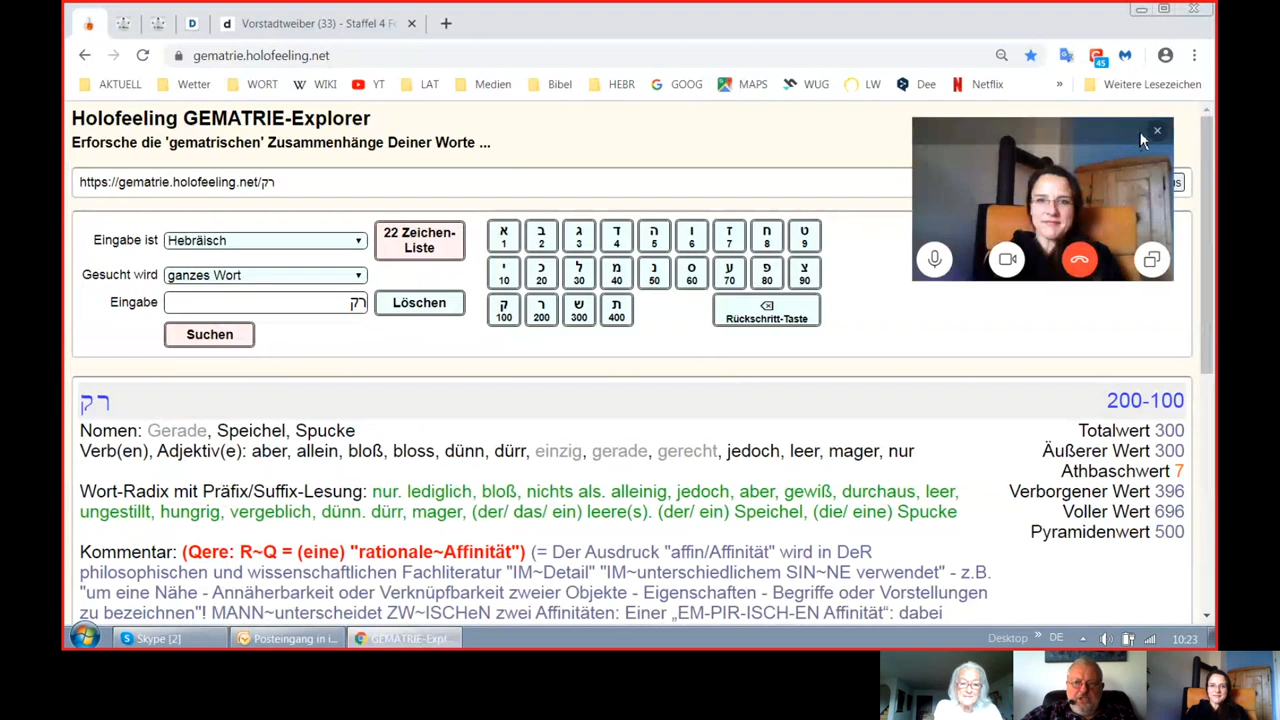 Vorstadtweiber (33) - Staffel 4 F
gematrie.holofeeling.net
45
AKTUELL Wetter WORT WIKI YT LAT Medien Bibel HEBR GOOG MAPS WUG LW Dee Netflix » Weitere Lesezeichen
Holofeeling GEMATRIE-Explorer
Erforsche die 'gematrischen' Zusammenhänge Deiner Worte ...
https://gematrie.holofeeling.net/רק
Eingabe ist Hebräisch
22 Zeichen-
Liste
Gesucht wird ganzes Wort
Eingabe רק Löschen
Suchen
א ב ג ד ה ו ז ח ט
1 2 3 4 5 6 7 8 9
י כ ל מ נ ס ע פ צ
10 20 30 40 50 60 70 80 90
ק ר ש ת
100 200 300 400 Rückschritt-Taste
רק 200-100
Nomen: Gerade, Speichel, Spucke
Verb(en), Adjektiv(e): aber, allein, bloß, bloss, dünn, dürr, einzig, gerade, gerecht, jedoch, leer, mager, nur
Totalwert 300
Äußerer Wert 300
Athbaschwert 7
Verborgener Wert 396
Voller Wert 696
Pyramidenwert 500
Wort-Radix mit Präfix/Suffix-Lesung: nur. lediglich, bloß, nichts als. alleinig, jedoch, aber, gewiß, durchaus, leer,
ungestillt, hungrig, vergeblich, dünn. dürr, mager, (der/ das/ ein) leere(s). (der/ ein) Speichel, (die/ eine) Spucke
Kommentar: (Qere: R~Q = (eine) "rationale~Affinität") (= Der Ausdruck "affin/Affinität" wird in DeR
philosophischen und wissenschaftlichen Fachliteratur "IM~Detail" "IM~unterschiedlichem SIN~NE verwendet" - z.B.
"um eine Nähe - Annäherbarkeit oder Verknüpfbarkeit zweier Objekte - Eigenschaften - Begriffe oder Vorstellungen
zu bezeichnen"! MANN~unterscheidet ZW~ISCHeN zwei Affinitäten: Einer „EM-PIR-ISCH-EN Affinität“: dabei
Skype [2] Posteingang in i... GEMATRIE-Expl... Desktop » DE 10:23